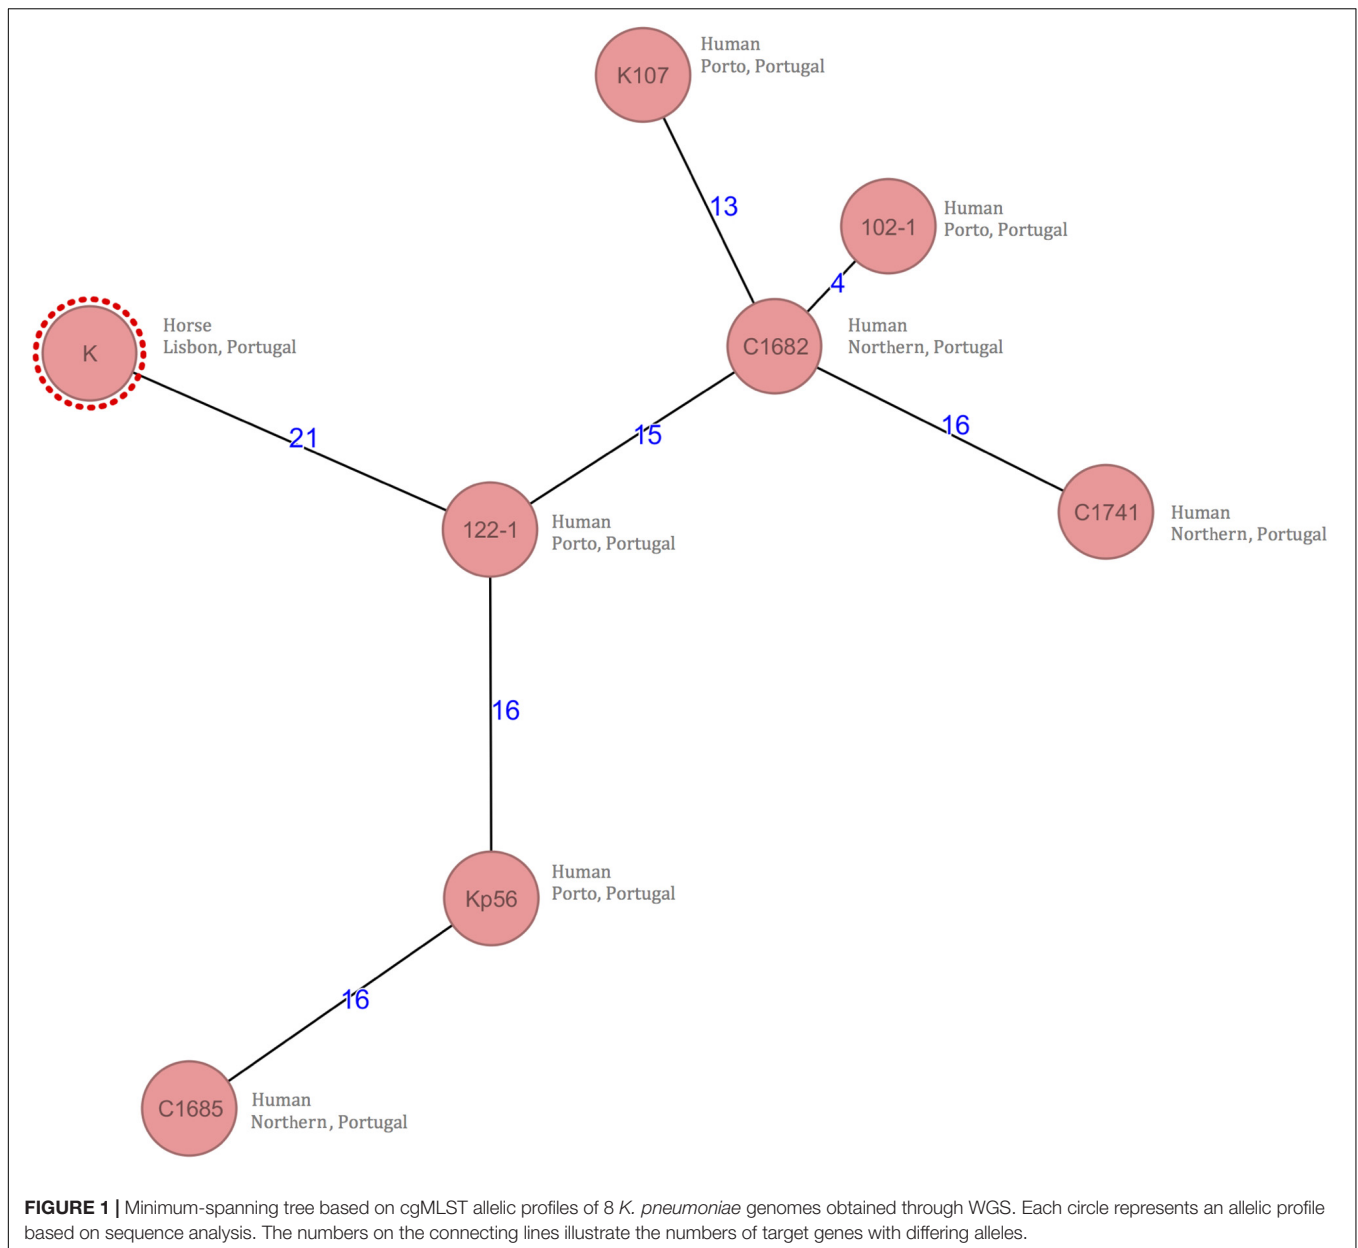 K107
Human
Porto, Portugal
13
102-1
Human
Porto, Portugal
4
K
Horse
Lisbon, Portugal
C1682
Human
Northern, Portugal
21
15
16
122-1
Human
Porto, Portugal
C1741
Human
Northern, Portugal
16
Kp56
Human
Porto, Portugal
16
C1685
Human
Northern, Portugal
FIGURE 1 | Minimum-spanning tree based on cgMLST allelic profiles of 8 K. pneumoniae genomes obtained through WGS. Each circle represents an allelic profile
based on sequence analysis. The numbers on the connecting lines illustrate the numbers of target genes with differing alleles.